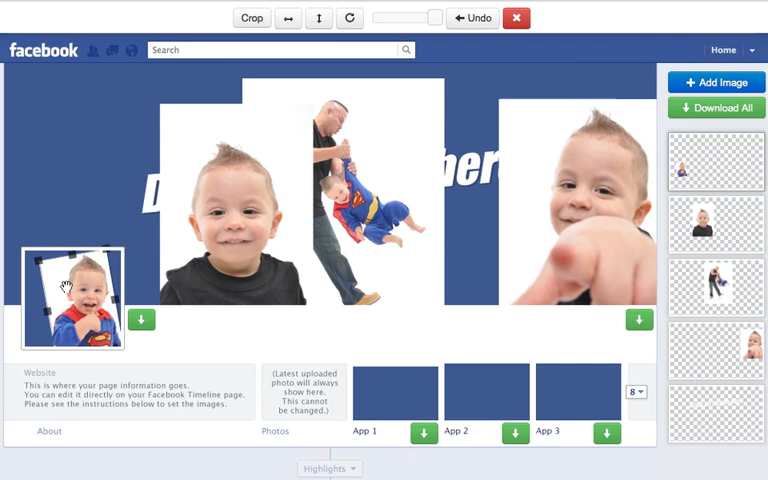 Crop
Undo
facebook
Search
Home
Add Image
Download All
Website
This is where your page information goes.
You can edit it directly on your Facebook Timeline page.
Please see the instructions below to set the images.
(Latest uploaded
photo will always
show here.
This cannot
be changed.)
8
About
Photos
App 1
App 2
App 3
Highlights